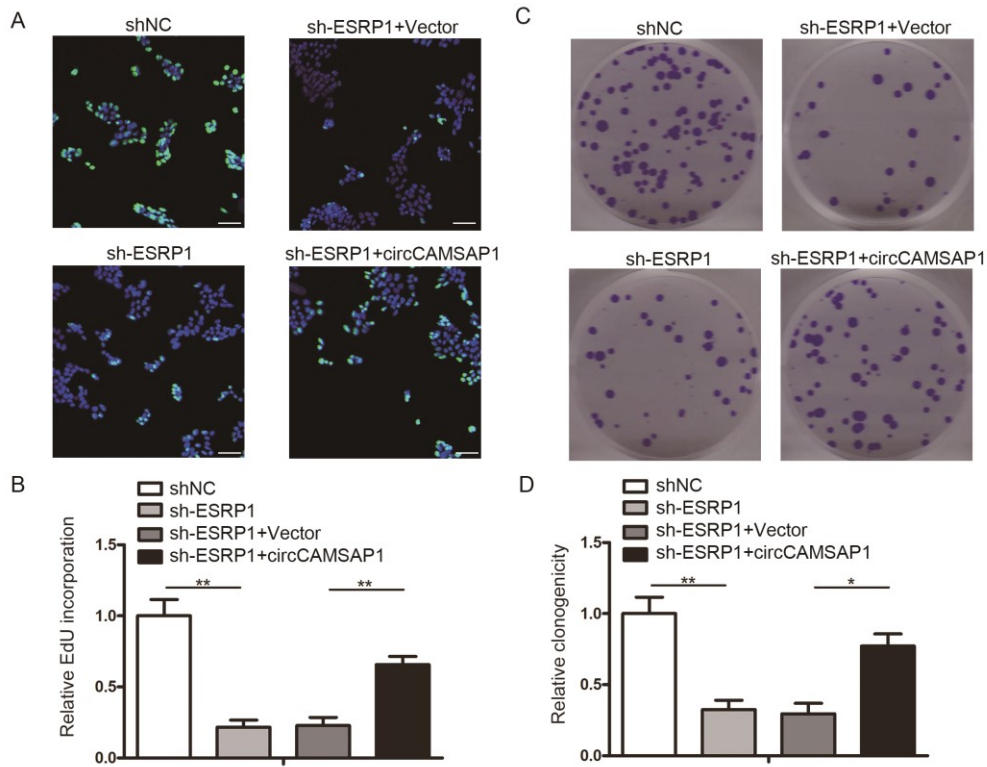 A
shNC
sh-ESRP1+Vector
sh-ESRP1
sh-ESRP1+circCAMSAP1
C
shNC
sh-ESRP1+Vector
sh-ESRP1
sh-ESRP1+circCAMSAP1
B
shNC
sh-ESRP1
sh-ESRP1+Vector
sh-ESRP1+circCAMSAP1
Relative EdU incorporation
1.5
1.0
0.5
0.0
**
**
D
shNC
sh-ESRP1
sh-ESRP1+Vector
sh-ESRP1+circCAMSAP1
Relative clonogenicity
1.5
1.0
0.5
0.0
**
*